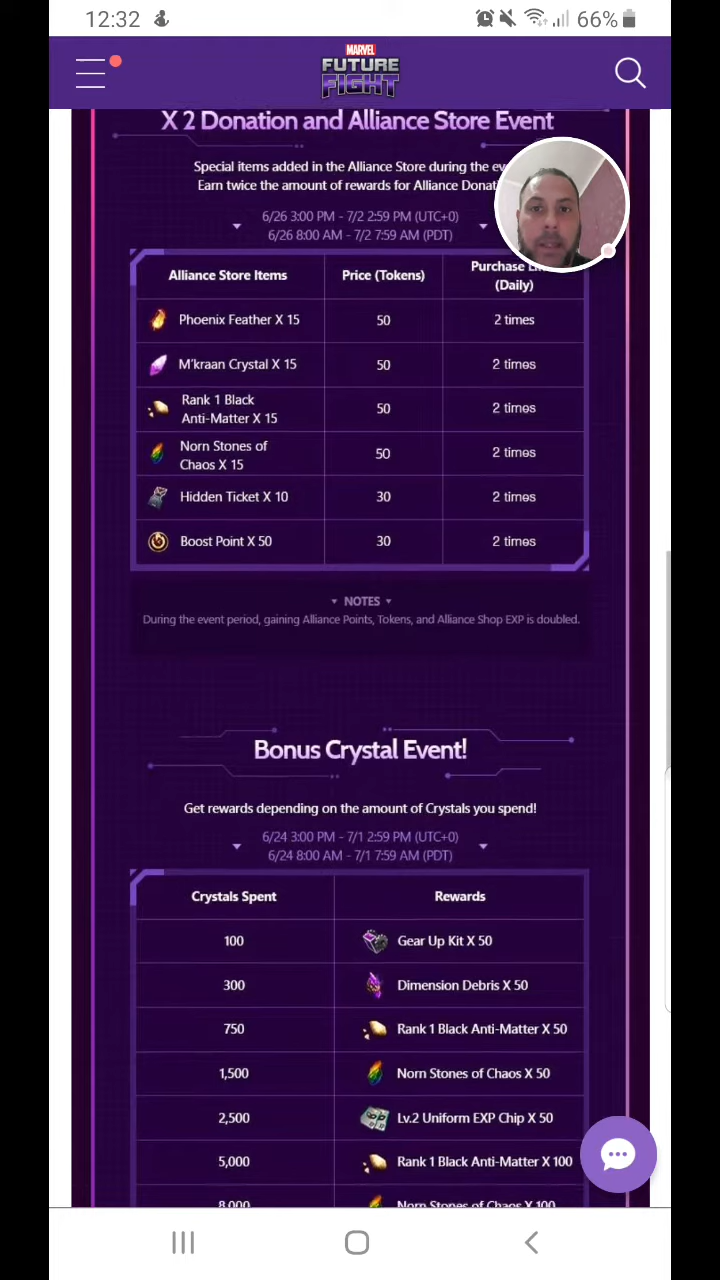 12:32
66%
MARVEL
FUTURE
FIGHT
X 2 Donation and Alliance Store Event
Special items added in the Alliance Store during the
Earn twice the amount of rewards for Alliance
6/26 3:00 PM - 7/2 2:59 PM (UTC+0)
6/26 8:00 AM - 7/2 7:59 AM (PDT)
Alliance Store Items
Price (Tokens)
Purchase
(Daily)
Phoenix Feather X 15
50
2 times
M'kraan Crystal X 15
50
2 times
Rank 1 Black
Anti-Matter X 15
50
2 times
Norn Stones of
Chaos X 15
50
2 times
Hidden Ticket X 10
30
2 times
Boost Point X 50
30
2 times
NOTES
During the event period, gaining Alliance Points, Tokens, and Alliance Shop EXP is doubled.
Bonus Crystal Event!
Get rewards depending on the amount of Crystals you spend!
6/24 3:00 PM - 7/1 2:59 PM (UTC+0)
6/24 8:00 AM - 7/1 7:59 AM (PDT)
Crystals Spent
Rewards
100
Gear Up Kit X 50
300
Dimension Debris X 50
750
Rank 1 Black Anti-Matter X 50
1,500
Norn Stones of Chaos X 50
2,500
Lv.2 Uniform EXP Chip X 50
5,000
Rank 1 Black Anti-Matter X 100
8,000
Norn Stones of Chaos X 100